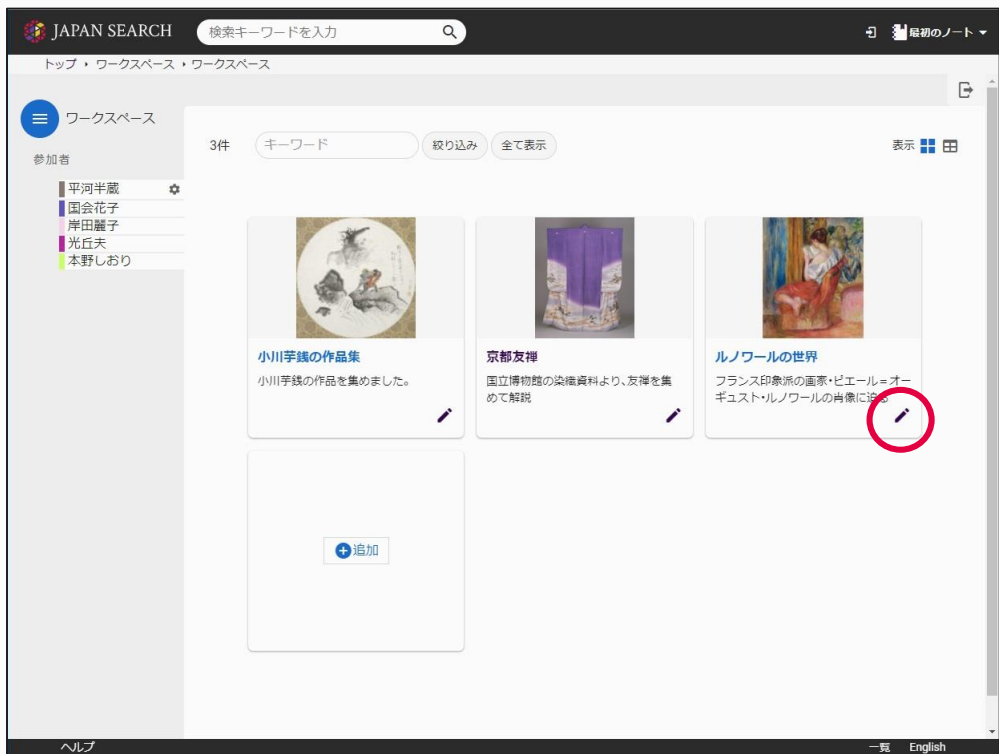 JAPAN SEARCH
検索キーワードを入力
最初のノート
トップ
ワークスペース
ワークスペース
ワークスペース
3件
キーワード
絞り込み
全て表示
表示
参加者
平河半蔵
国会花子
岸田麗子
光丘夫
本野しおり
小川芋銭の作品集
小川芋銭の作品を集めました。
京都友禅
国立博物館の染織資料より、友禅を集
めて解説
ルノワールの世界
フランス印象派の画家・ピエール=オー
ギュスト・ルノワールの肖像に迫る
追加
ヘルプ
一覧
English